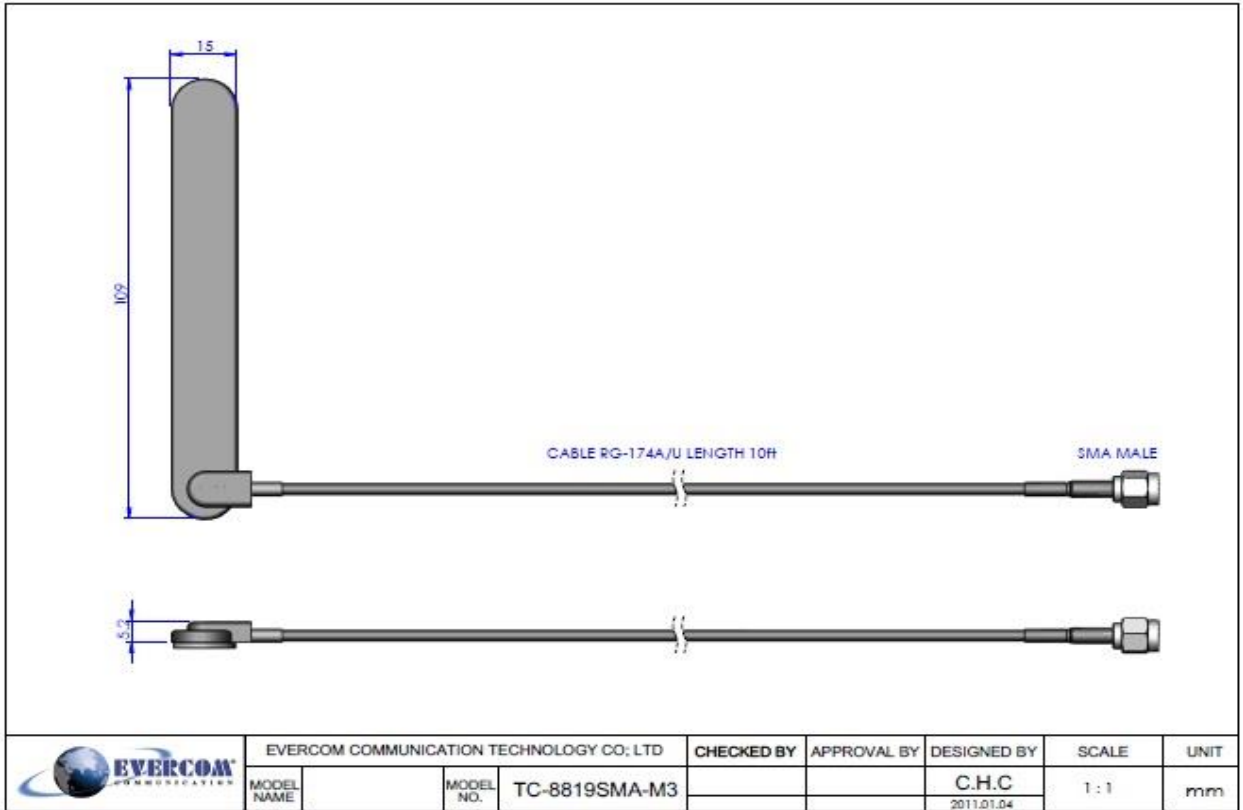 15
109
CABLE RG-174A/U LENGTH 10ft
SMA MALE
5.2
EVERCOM
COMMUNICATION
EVERCOM COMMUNICATION TECHNOLOGY CO; LTD
CHECKED BY
APPROVAL BY
DESIGNED BY
SCALE
UNIT
MODEL NAME
MODEL NO.
TC-8819SMA-M3
C.H.C
2011.01.04
1 : 1
mm